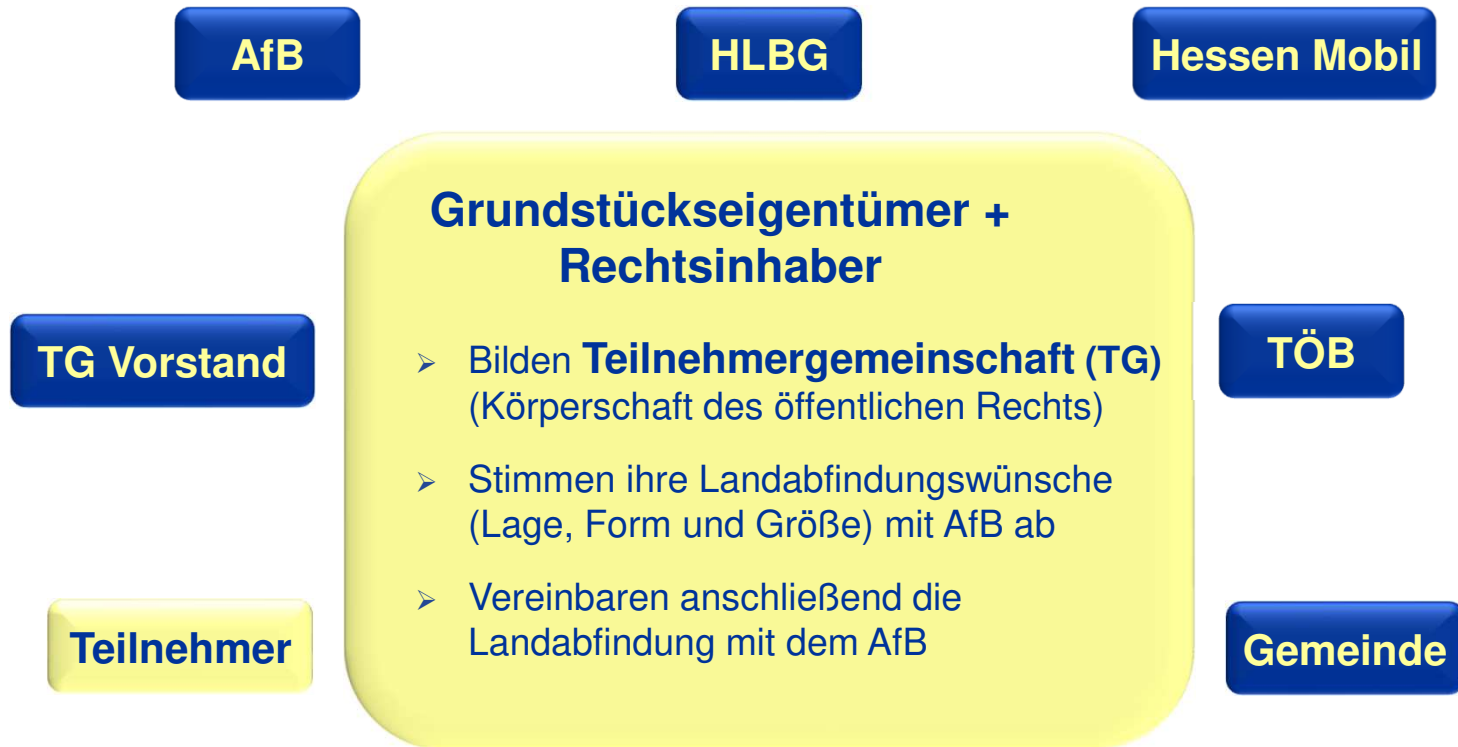 AfB
HLBG
Hessen Mobil
Grundstückseigentümer +
Rechtsinhaber
TG Vorstand
➢ Bilden Teilnehmergemeinschaft (TG)
(Körperschaft des öffentlichen Rechts)
TÖB
➢ Stimmen ihre Landabfindungswünsche
(Lage, Form und Größe) mit AfB ab
➢ Vereinbaren anschließend die
Landabfindung mit dem AfB
Teilnehmer
Gemeinde